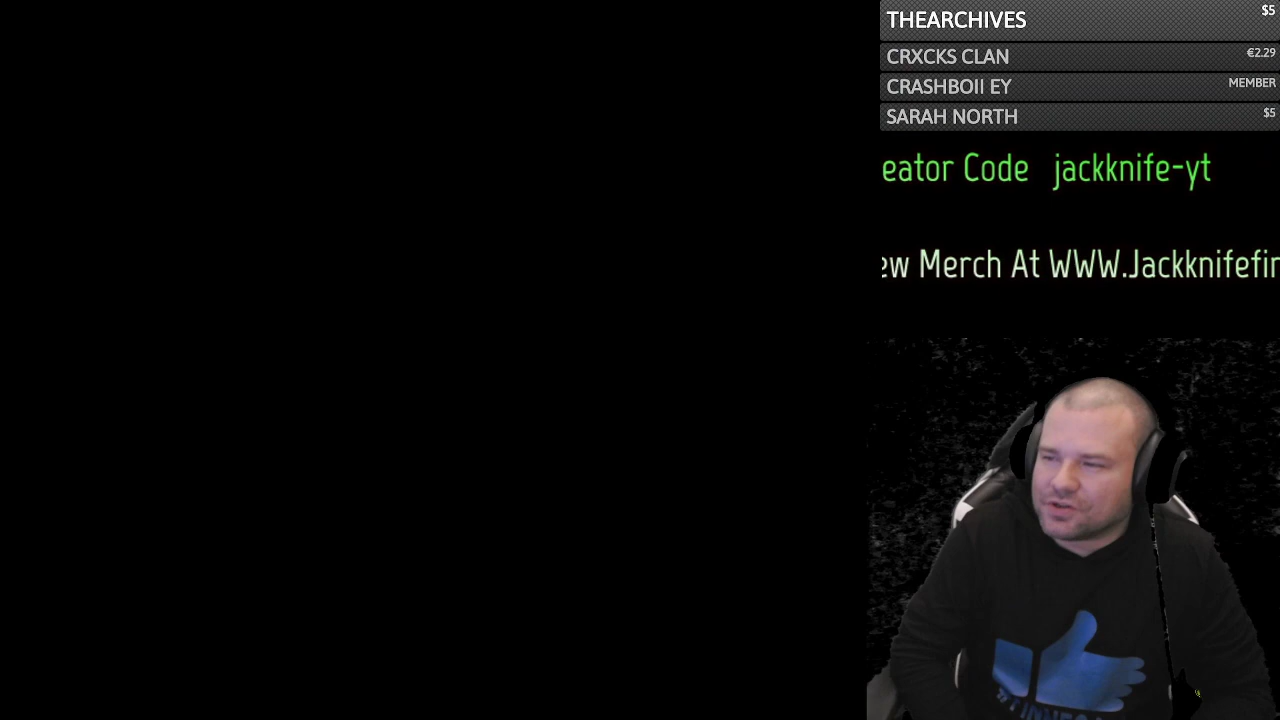 THEARCHIVES $5
CRXCKS CLAN €2.29
CRASHBOII EY MEMBER
SARAH NORTH $5
eator Code jackknife-yt
ew Merch At WWW.Jackknifefir